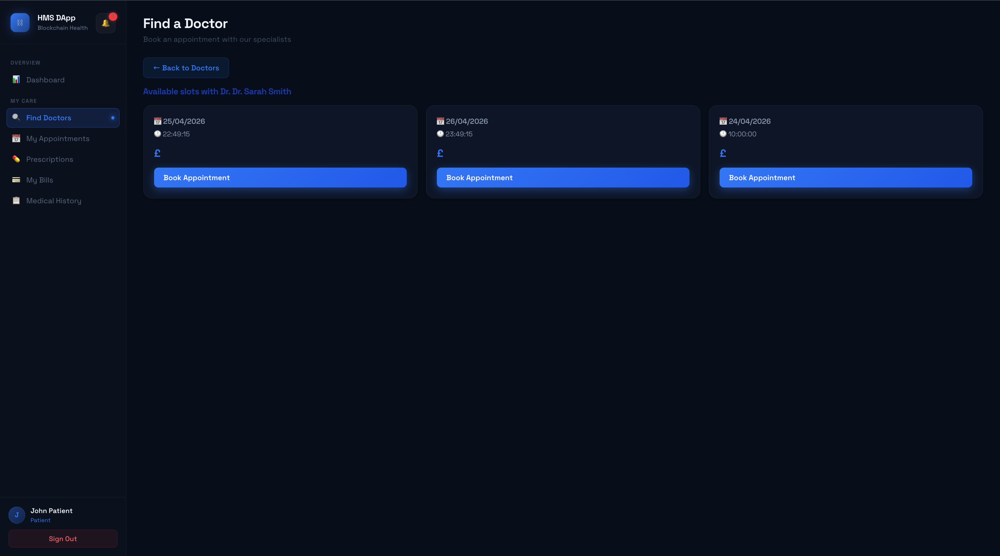 HMS DApp
Blockchain Health
OVERVIEW
Dashboard
MY CARE
Find Doctors
My Appointments
Prescriptions
My Bills
Medical History
John Patient
J
Patient
Sign Out
Find a Doctor
Book an appointment with our specialists
← Back to Doctors
Available slots with Dr. Dr. Sarah Smith
25/04/2026
22:49:15
£
Book Appointment
26/04/2026
23:49:15
£
Book Appointment
24/04/2026
10:00:00
£
Book Appointment